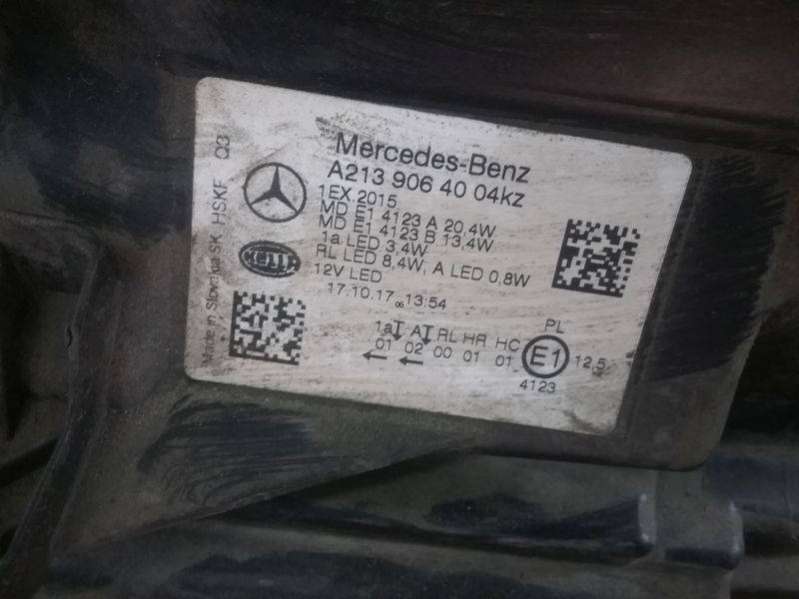 Mercedes-Benz
A213 906 40 04kz
1EX.2015
MD E1 4123 A 20,4W
MD E1 4123 B 13,4W
1a LED 3.4W
RL LED 8.4W, A LED 0,8W
12V LED
17.10.17 13:54
HELLA
Made in Slovakia SK HSKF 03
1a A RL HR HC PL
01 02 00 01 01 E1 12,5
4123